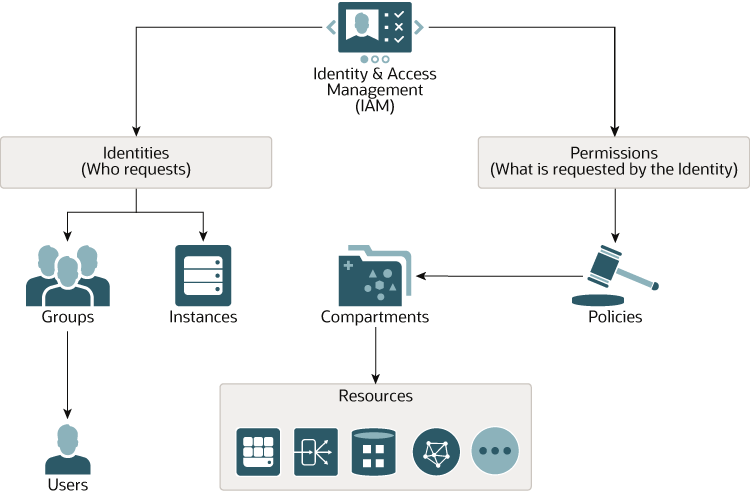 Identity & Access
Management
(IAM)
Identities
(Who requests)
Permissions
(What is requested by the Identity)
Groups
Instances
Compartments
Policies
Resources
Users